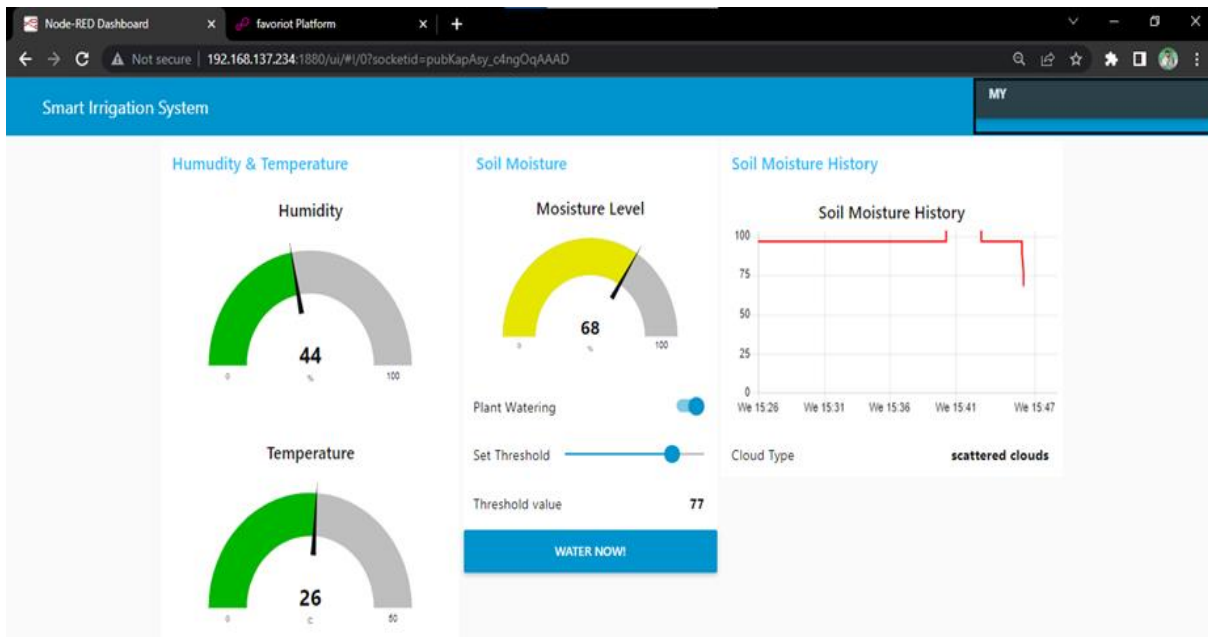 Node-RED Dashboard
favoriot Platform
Not secure | 192.168.137.234:1880/ui/#!/0?socketid=pubKapAsy_c4ngOqAAAD
Smart Irrigation System
MY
Humudity & Temperature
Humidity
44
%
0
100
Temperature
26
C
0
50
Soil Moisture
Mosisture Level
68
%
0
100
Plant Watering
Set Threshold
Threshold value 77
WATER NOW!
Soil Moisture History
Soil Moisture History
100
75
50
25
0
We 15:26 We 15:31 We 15:36 We 15:41 We 15:47
Cloud Type scattered clouds